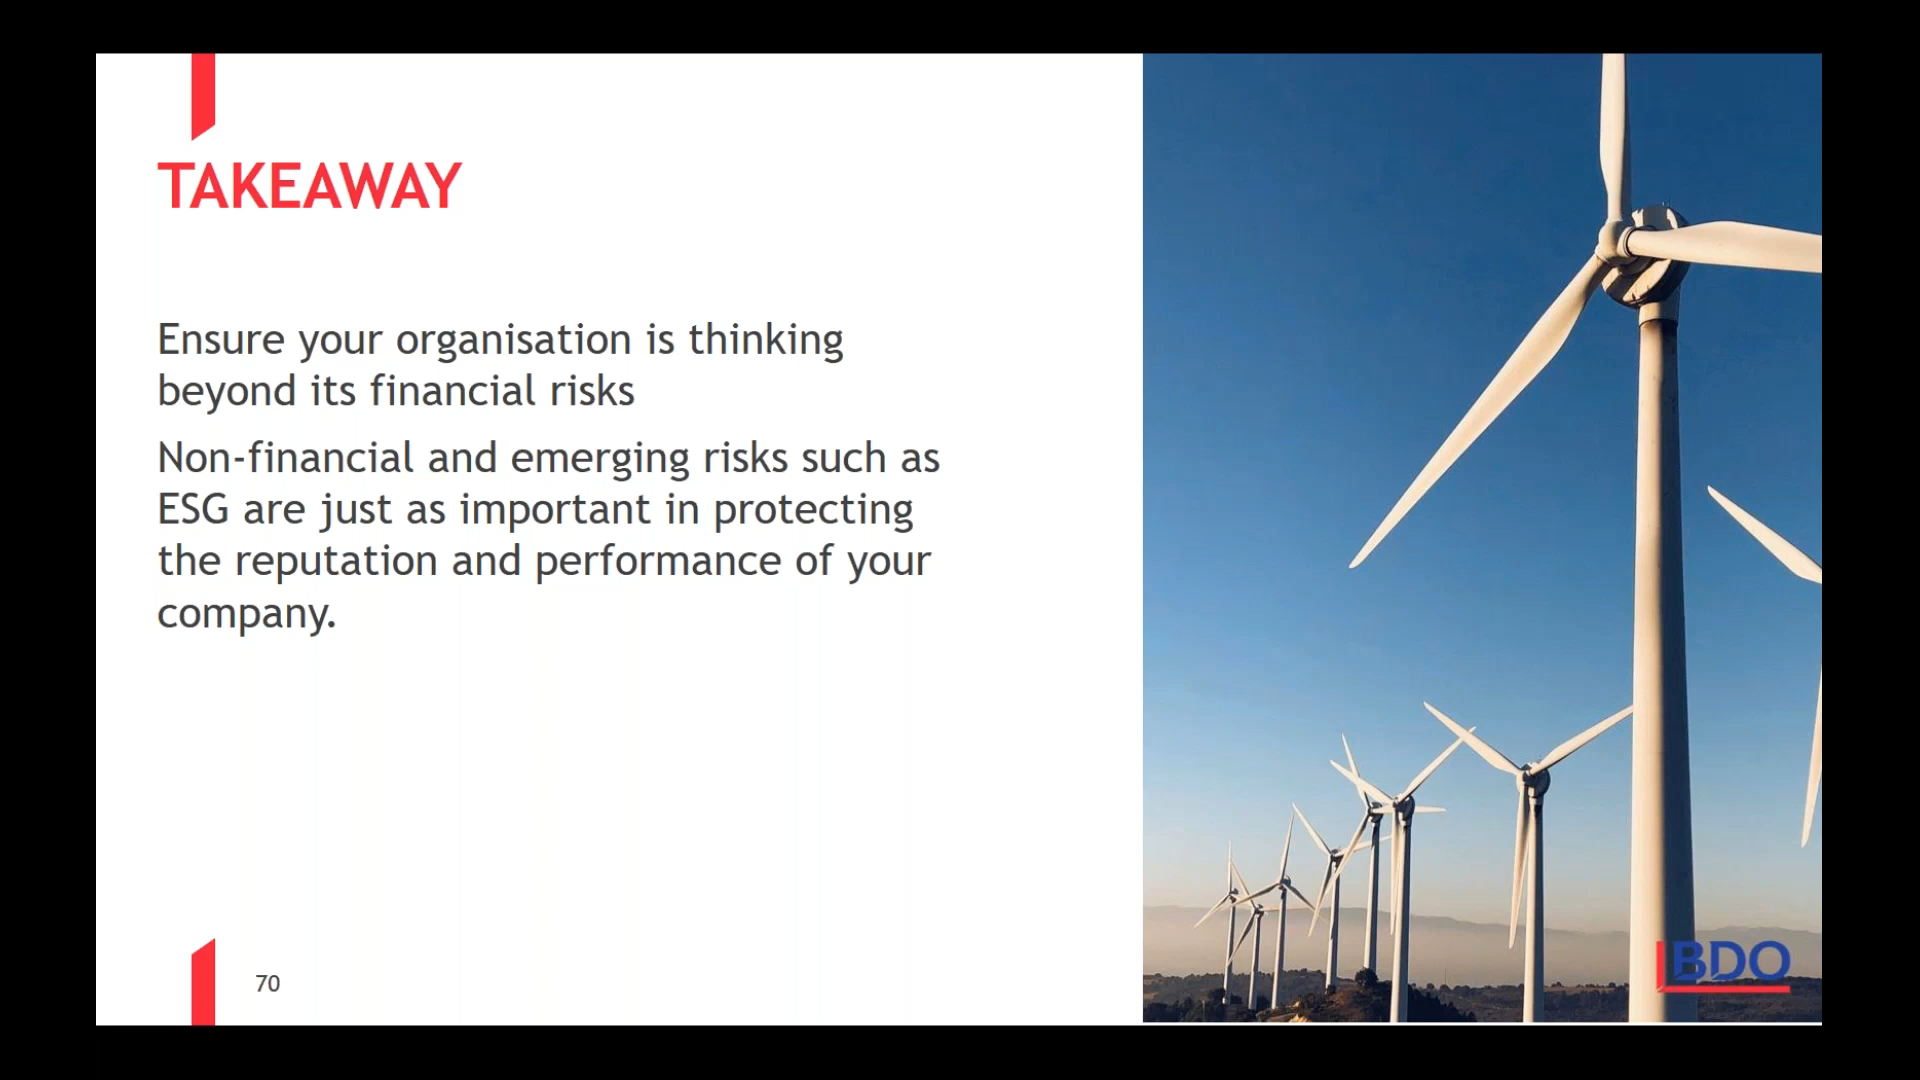 TAKEAWAY
Ensure your organisation is thinking
beyond its financial risks
Non-financial and emerging risks such as
ESG are just as important in protecting
the reputation and performance of your
company.
70
BDO